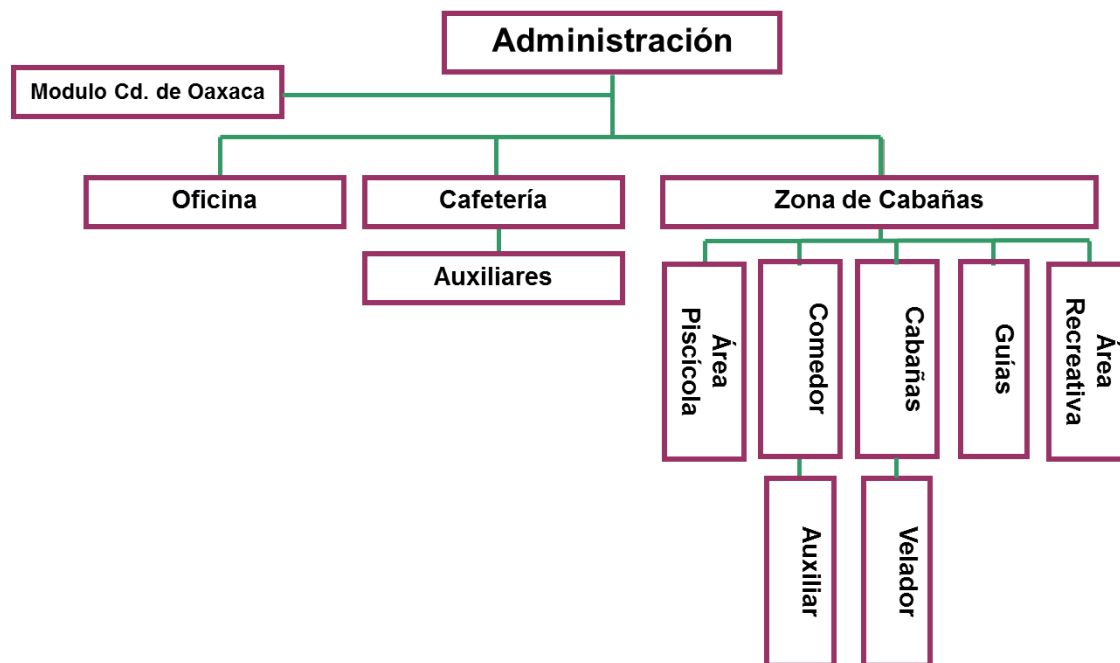 Administración
Modulo Cd. de Oaxaca
Oficina
Cafetería
Zona de Cabañas
Auxiliares
Área
Piscícola
Comedor
Cabañas
Guías
Área
Recreativa
Auxiliar
Velador